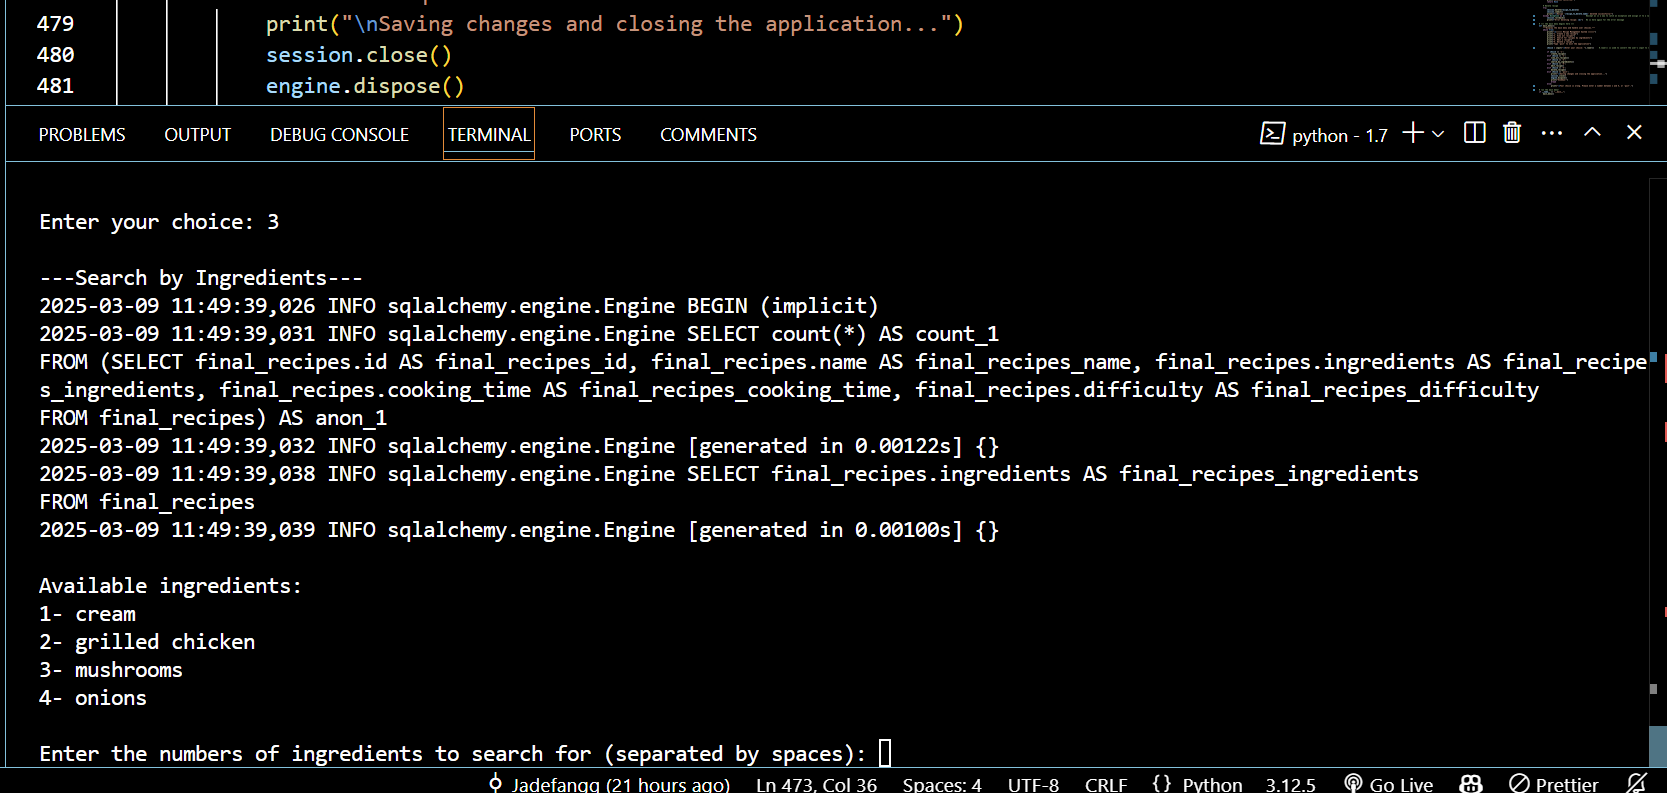 479 print("\nSaving changes and closing the application...")
480 session.close()
481 engine.dispose()
PROBLEMS OUTPUT DEBUG CONSOLE TERMINAL PORTS COMMENTS python - 1.7
Enter your choice: 3
---Search by Ingredients---
2025-03-09 11:49:39,026 INFO sqlalchemy.engine.Engine BEGIN (implicit)
2025-03-09 11:49:39,031 INFO sqlalchemy.engine.Engine SELECT count(*) AS count_1
FROM (SELECT final_recipes.id AS final_recipes_id, final_recipes.name AS final_recipes_name, final_recipes.ingredients AS final_recipe
s_ingredients, final_recipes.cooking_time AS final_recipes_cooking_time, final_recipes.difficulty AS final_recipes_difficulty
FROM final_recipes) AS anon_1
2025-03-09 11:49:39,032 INFO sqlalchemy.engine.Engine [generated in 0.00122s] {}
2025-03-09 11:49:39,038 INFO sqlalchemy.engine.Engine SELECT final_recipes.ingredients AS final_recipes_ingredients
FROM final_recipes
2025-03-09 11:49:39,039 INFO sqlalchemy.engine.Engine [generated in 0.00100s] {}
Available ingredients:
1- cream
2- grilled chicken
3- mushrooms
4- onions
Enter the numbers of ingredients to search for (separated by spaces):
Jadefangg (21 hours ago) Ln 473, Col 36 Spaces: 4 UTF-8 CRLF {} Python 3.12.5 Go Live Prettier